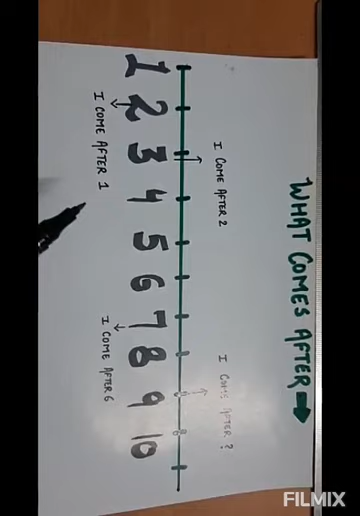 WHAT COMES AFTER →
I COME AFTER 2
I COME AFTER ?
1 2 3 4 5 6 7 8 9 10
I COME AFTER 1
I COME AFTER 6
FILMIX